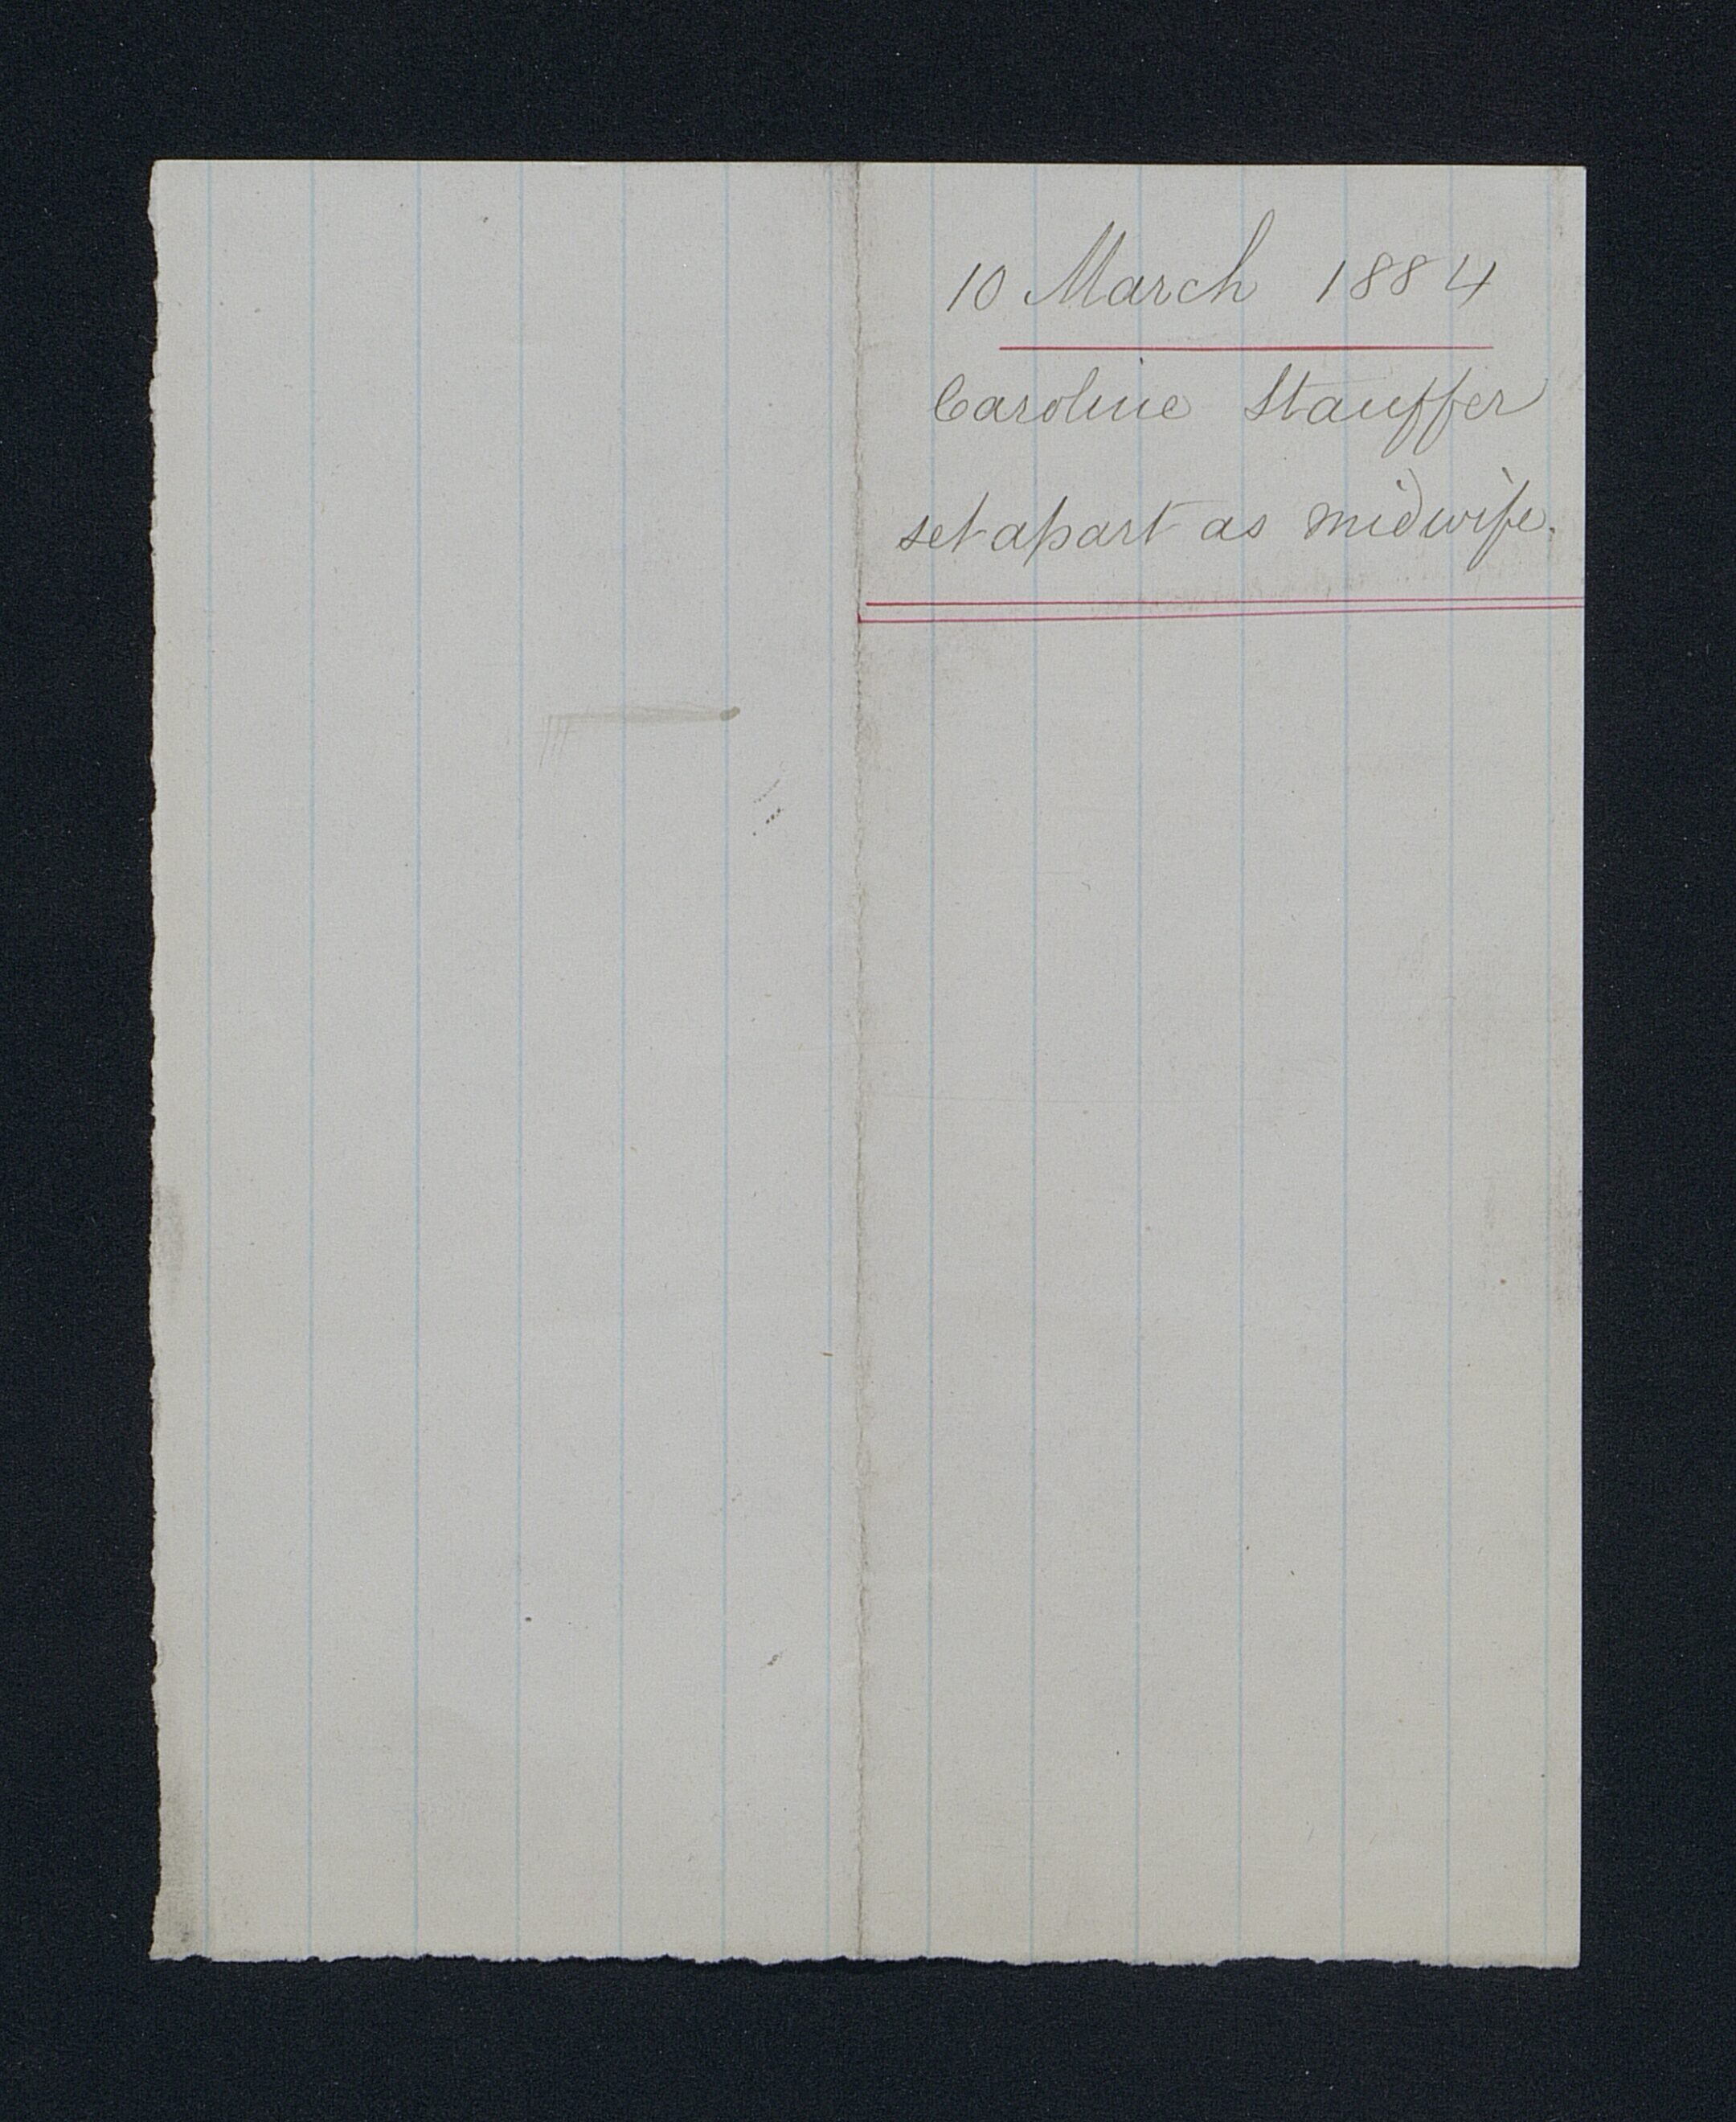 10 March 1884
Caroline Stauffer
set apart as midwife.